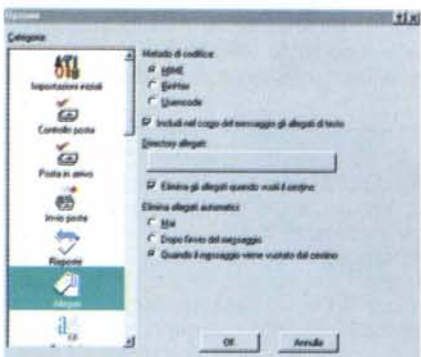 Opzioni
Categoria:
Impostazioni iniziali
Controllo posta
Posta in arrivo
Invio posta
Risposte
Allegati
Metodo di codifica:
MIME
BinHex
Uuencode
Includi nel corpo del messaggio gli allegati di testo
Directory allegati:
Elimina gli allegati quando vuoti il cestino
Elimina allegati automatici
Mai
Dopo l'invio del messaggio
Quando il messaggio viene vuotato dal cestino
OK
Annulla